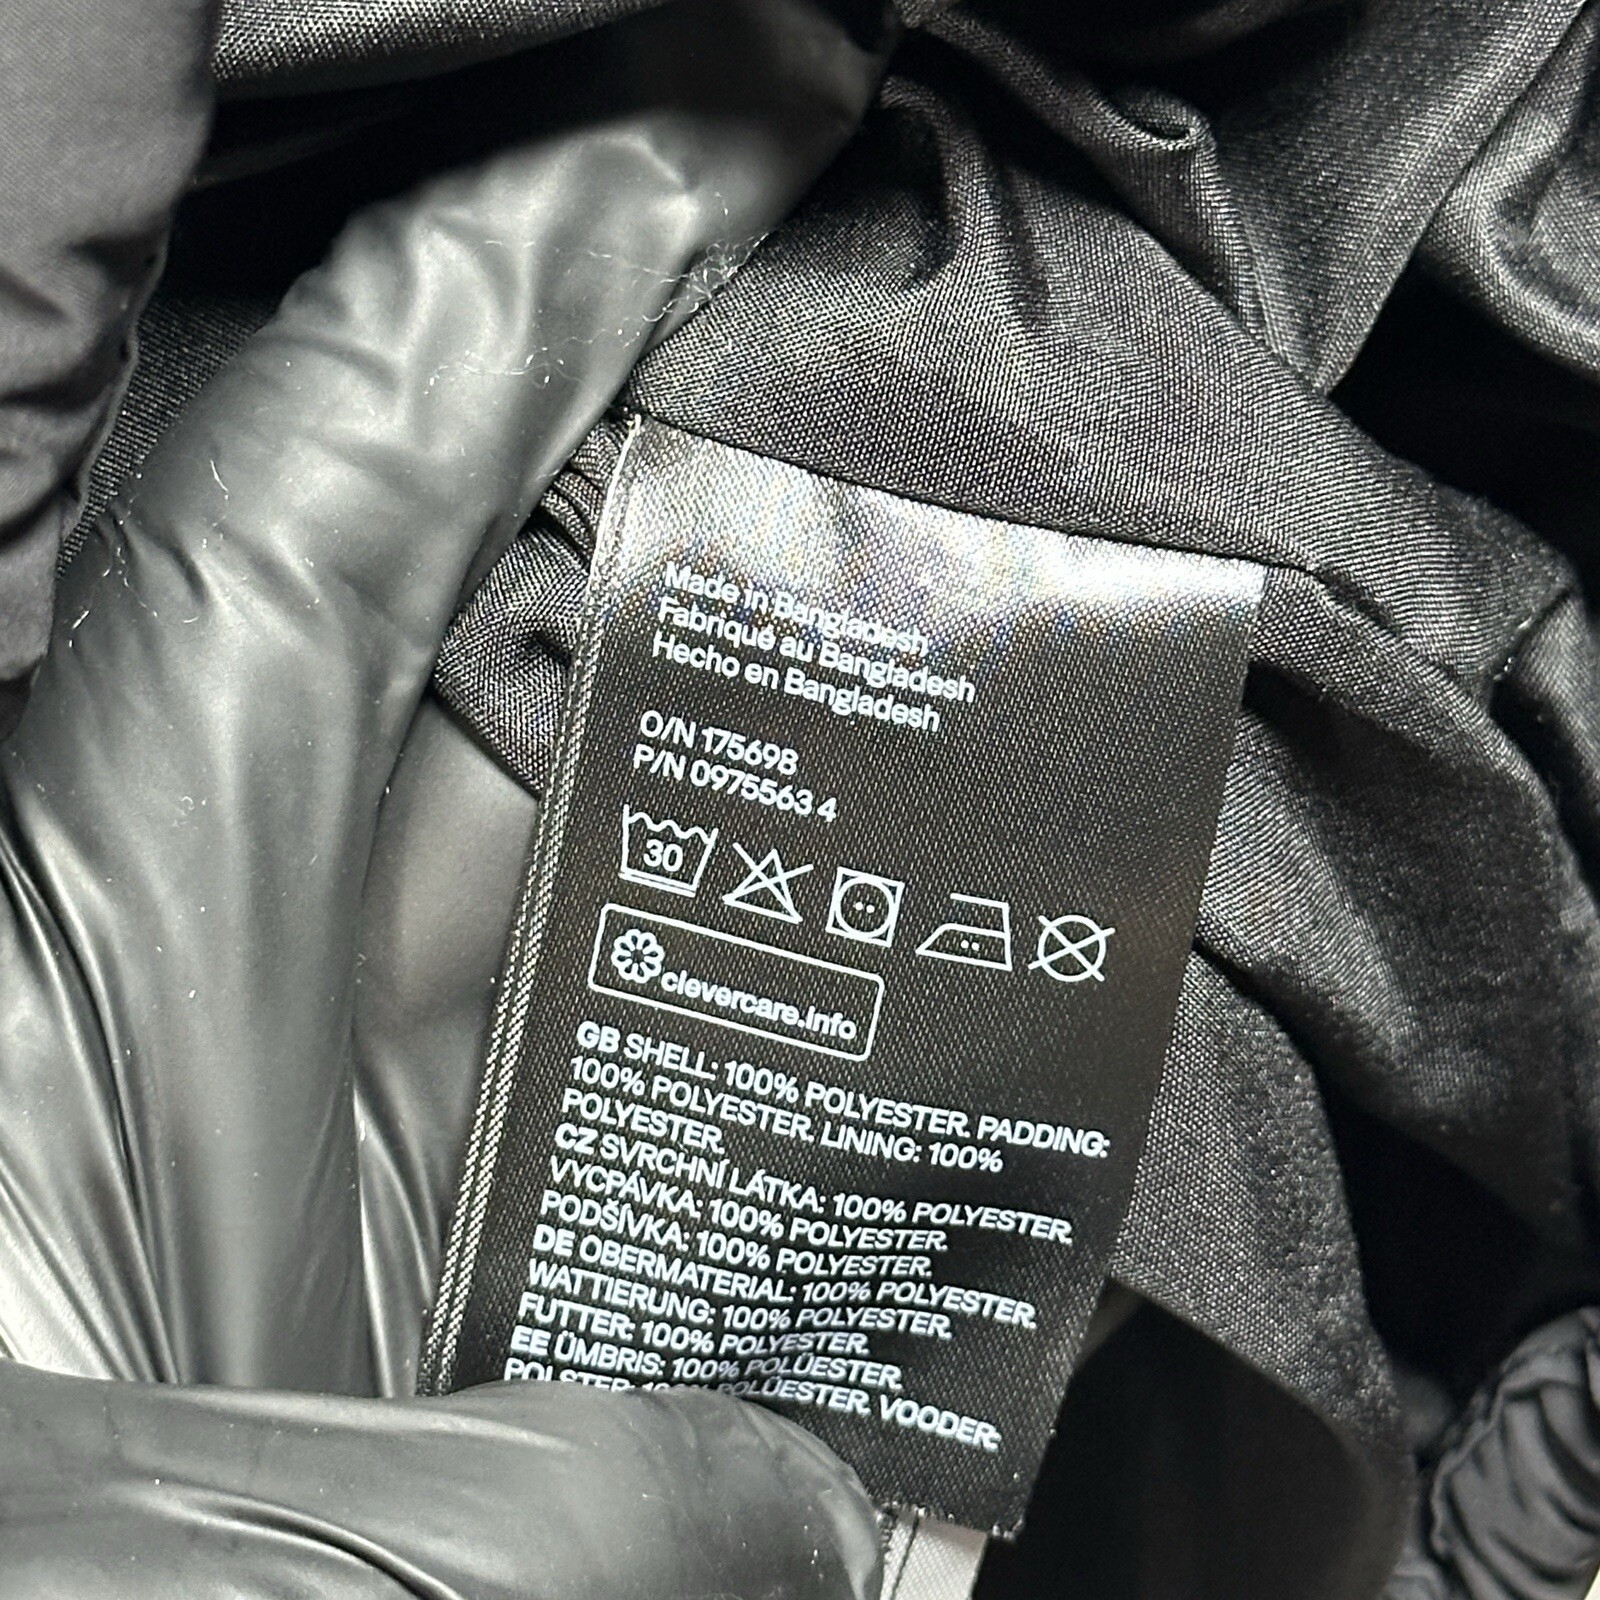 Made in Bangladesh
Fabriqué au Bangladesh
Hecho en Bangladesh
O/N 175698
P/N 0975563 4
30
clevercare.info
GB SHELL: 100% POLYESTER. PADDING:
100% POLYESTER. LINING: 100%
POLYESTER.
CZ SVRCHNÍ LÁTKA: 100% POLYESTER.
VYCPÁVKA: 100% POLYESTER.
PODŠÍVKA: 100% POLYESTER.
DE OBERMATERIAL: 100% POLYESTER.
WATTIERUNG: 100% POLYESTER.
FUTTER: 100% POLYESTER.
EE ÜMBRIS: 100% POLÜESTER.
POLSTER: 100% POLÜESTER. VOODER: